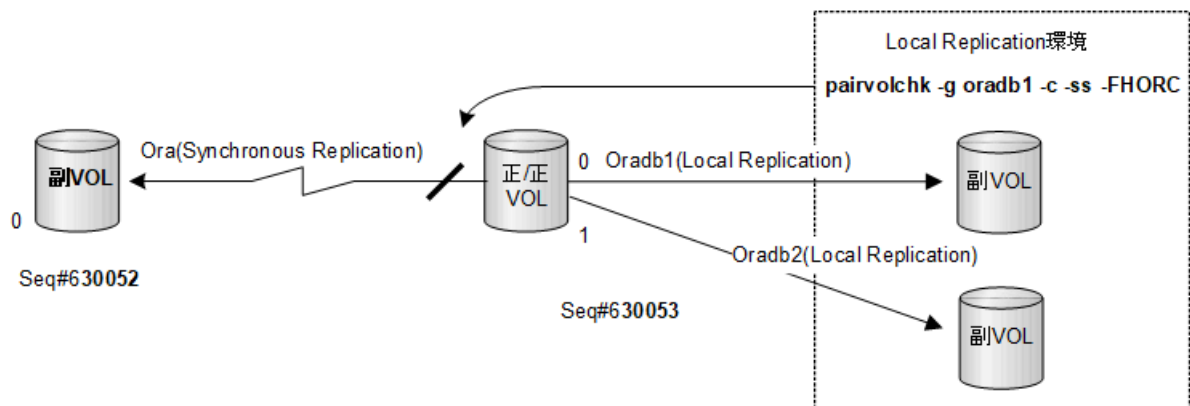 Local Replication環境
pairvolchk -g oradb1 -c -ss -FHORC
Ora(Synchronous Replication)
副VOL
0
Seq#630052
正/正
VOL
0
1
Seq#630053
Oradb1(Local Replication)
副VOL
Oradb2(Local Replication)
副VOL